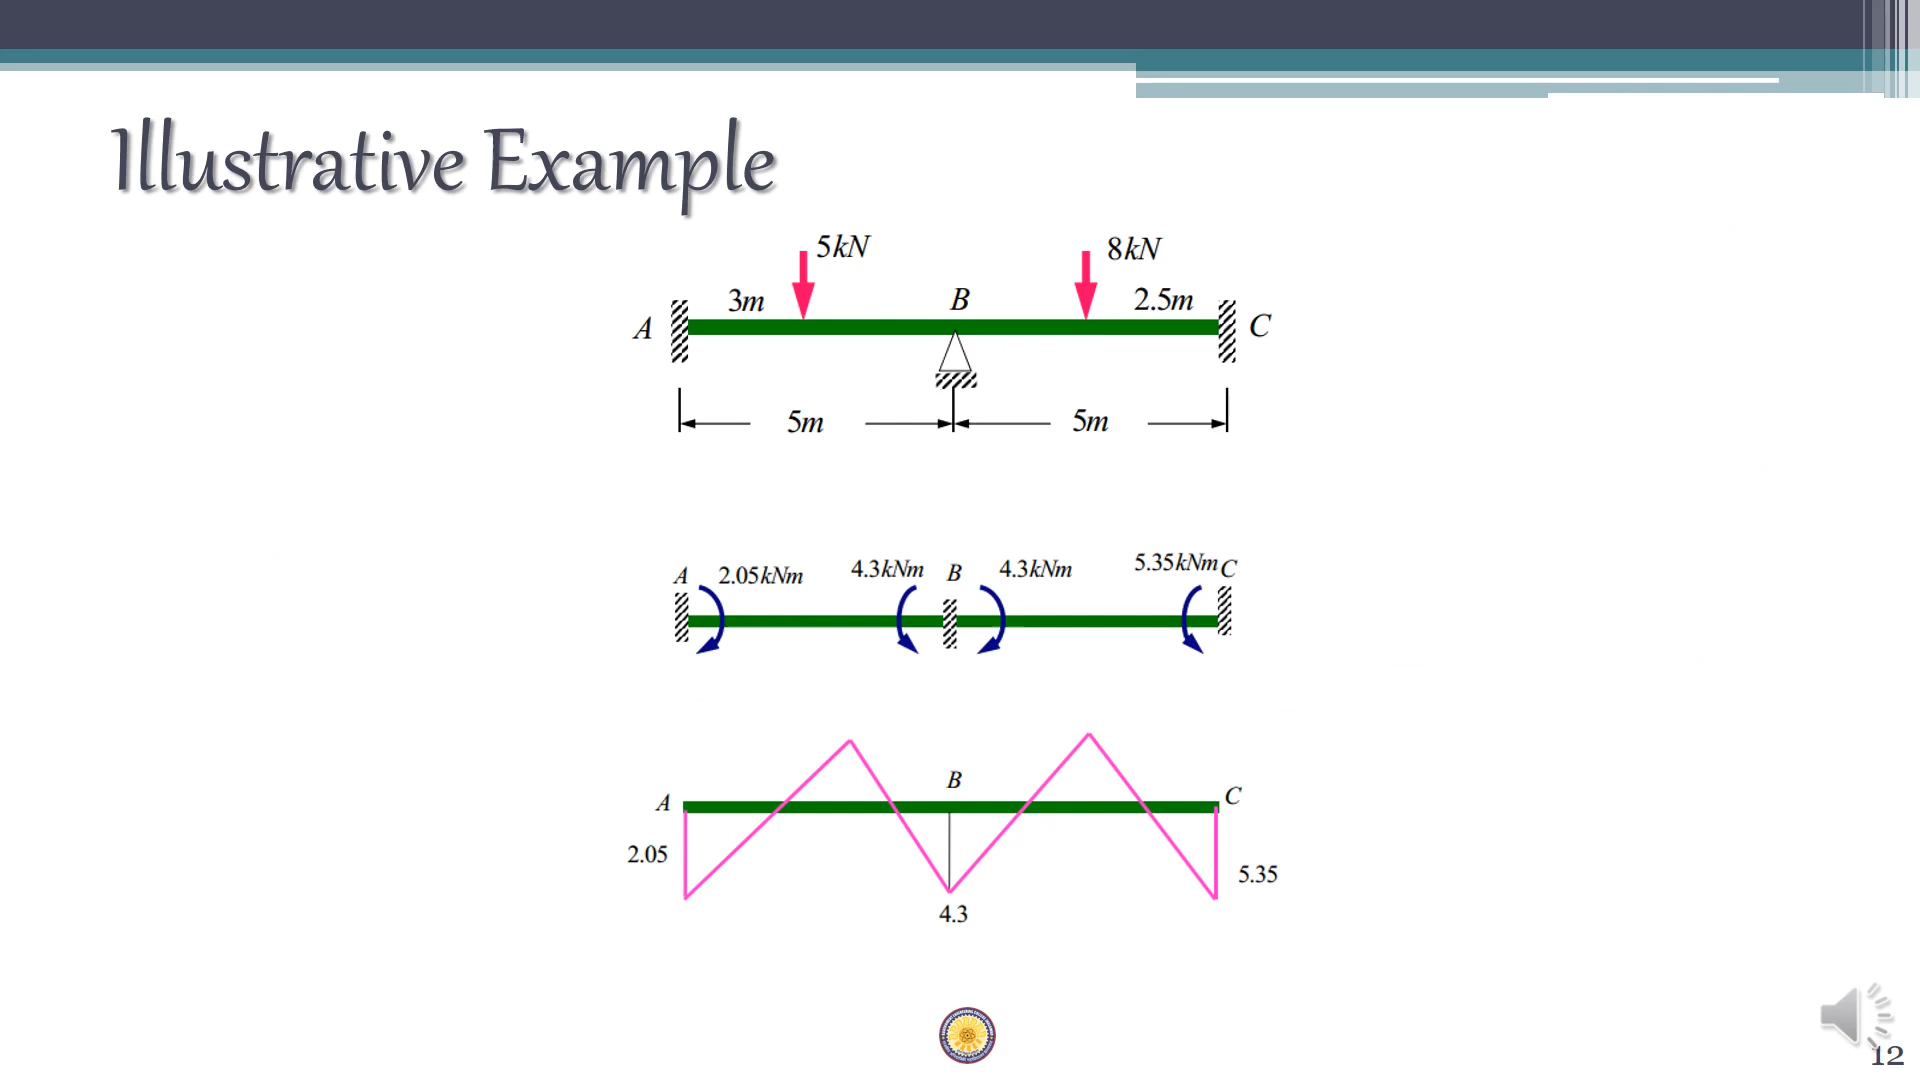 Illustrative Example
5kN 8kN
3m B 2.5m
A C
5m 5m
A 2.05kNm 4.3kNm B 4.3kNm 5.35kNm C
B
A C
2.05 5.35
4.3
12